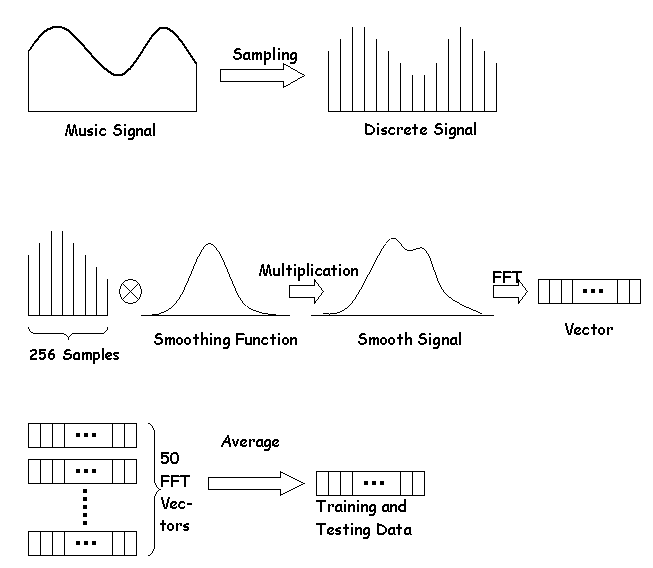 Sampling
Music Signal
Discrete Signal
Multiplication
FFT
256 Samples
Smoothing Function
Smooth Signal
Vector
50
FFT
Vec-
tors
Average
Training and
Testing Data